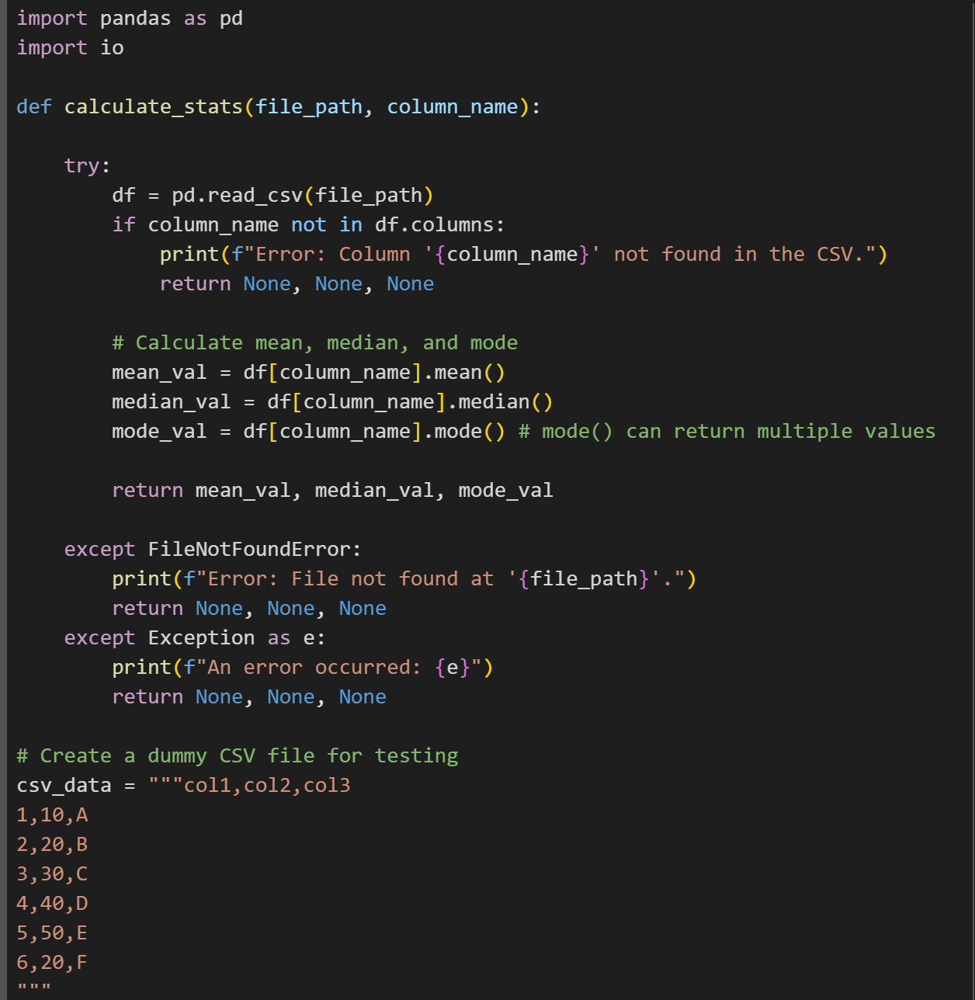 import pandas as pd
import io
def calculate_stats(file_path, column_name):
    try:
        df = pd.read_csv(file_path)
        if column_name not in df.columns:
            print(f"Error: Column '{column_name}' not found in the CSV.")
            return None, None, None
        # Calculate mean, median, and mode
        mean_val = df[column_name].mean()
        median_val = df[column_name].median()
        mode_val = df[column_name].mode() # mode() can return multiple values
        return mean_val, median_val, mode_val
    except FileNotFoundError:
        print(f"Error: File not found at '{file_path}'.")
        return None, None, None
    except Exception as e:
        print(f"An error occurred: {e}")
        return None, None, None
# Create a dummy CSV file for testing
csv_data = """col1,col2,col3
1,10,A
2,20,B
3,30,C
4,40,D
5,50,E
6,20,F
"""